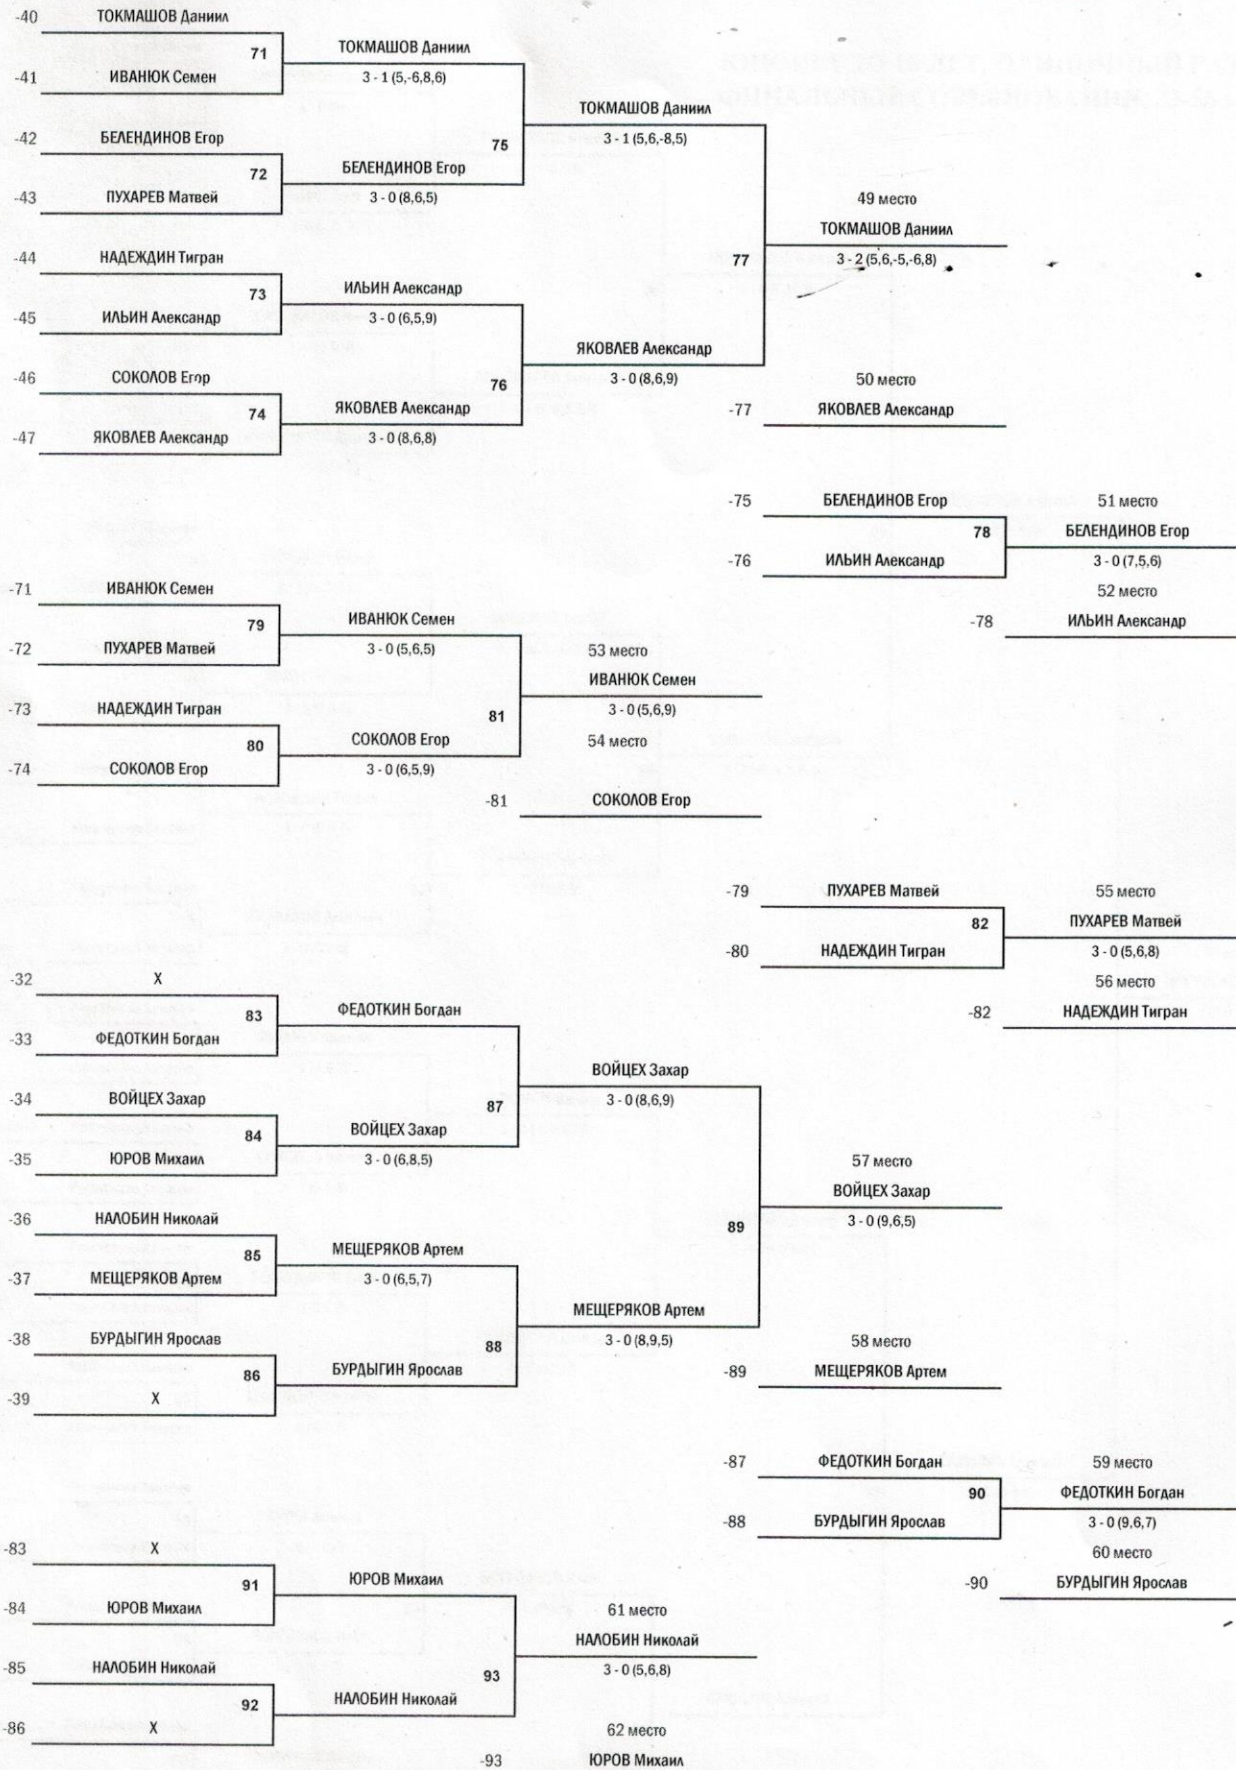 -40 ТОКМАШОВ Даниил
71 ТОКМАШОВ Даниил
-41 ИВАНЮК Семен
3 - 1 (5,-6,8,6)
ТОКМАШОВ Даниил
-42 БЕЛЕНДИНОВ Егор
75 3 - 1 (5,6,-8,5)
72 БЕЛЕНДИНОВ Егор
-43 ПУХАРЕВ Матвей
3 - 0 (8,6,5)
49 место
ТОКМАШОВ Даниил
-44 НАДЕЖДИН Тигран
77 3 - 2 (5,6,-5,-6,8)
73 ИЛЬИН Александр
-45 ИЛЬИН Александр
3 - 0 (6,5,9)
ЯКОВЛЕВ Александр
-46 СОКОЛОВ Егор
76 3 - 0 (8,6,9)
50 место
74 ЯКОВЛЕВ Александр
-77 ЯКОВЛЕВ Александр
-47 ЯКОВЛЕВ Александр
3 - 0 (8,6,8)
-75 БЕЛЕНДИНОВ Егор
51 место
78 БЕЛЕНДИНОВ Егор
-76 ИЛЬИН Александр
3 - 0 (7,5,6)
-71 ИВАНЮК Семен
52 место
79 ИВАНЮК Семен
-78 ИЛЬИН Александр
-72 ПУХАРЕВ Матвей
3 - 0 (5,6,5)
53 место
ИВАНЮК Семен
-73 НАДЕЖДИН Тигран
81 3 - 0 (5,6,9)
80 СОКОЛОВ Егор
54 место
-74 СОКОЛОВ Егор
3 - 0 (6,5,9)
-81 СОКОЛОВ Егор
-79 ПУХАРЕВ Матвей
55 место
82 ПУХАРЕВ Матвей
-80 НАДЕЖДИН Тигран
3 - 0 (5,6,8)
-32 X
56 место
83 ФЕДОТКИН Богдан
-82 НАДЕЖДИН Тигран
-33 ФЕДОТКИН Богдан
ВОЙЦЕХ Захар
-34 ВОЙЦЕХ Захар
87 3 - 0 (8,6,9)
84 ВОЙЦЕХ Захар
-35 ЮРОВ Михаил
3 - 0 (6,8,5)
57 место
ВОЙЦЕХ Захар
-36 НАЛОБИН Николай
89 3 - 0 (9,6,5)
85 МЕЩЕРЯКОВ Артем
-37 МЕЩЕРЯКОВ Артем
3 - 0 (6,5,7)
МЕЩЕРЯКОВ Артем
-38 БУРДЫГИН Ярослав
88 3 - 0 (8,9,5)
58 место
86 БУРДЫГИН Ярослав
-89 МЕЩЕРЯКОВ Артем
-39 X
-87 ФЕДОТКИН Богдан
59 место
90 ФЕДОТКИН Богдан
-88 БУРДЫГИН Ярослав
3 - 0 (9,6,7)
-83 X
60 место
91 ЮРОВ Михаил
-90 БУРДЫГИН Ярослав
-84 ЮРОВ Михаил
61 место
НАЛОБИН Николай
-85 НАЛОБИН Николай
93 3 - 0 (5,6,8)
92 НАЛОБИН Николай
-86 X
62 место
-93 ЮРОВ Михаил